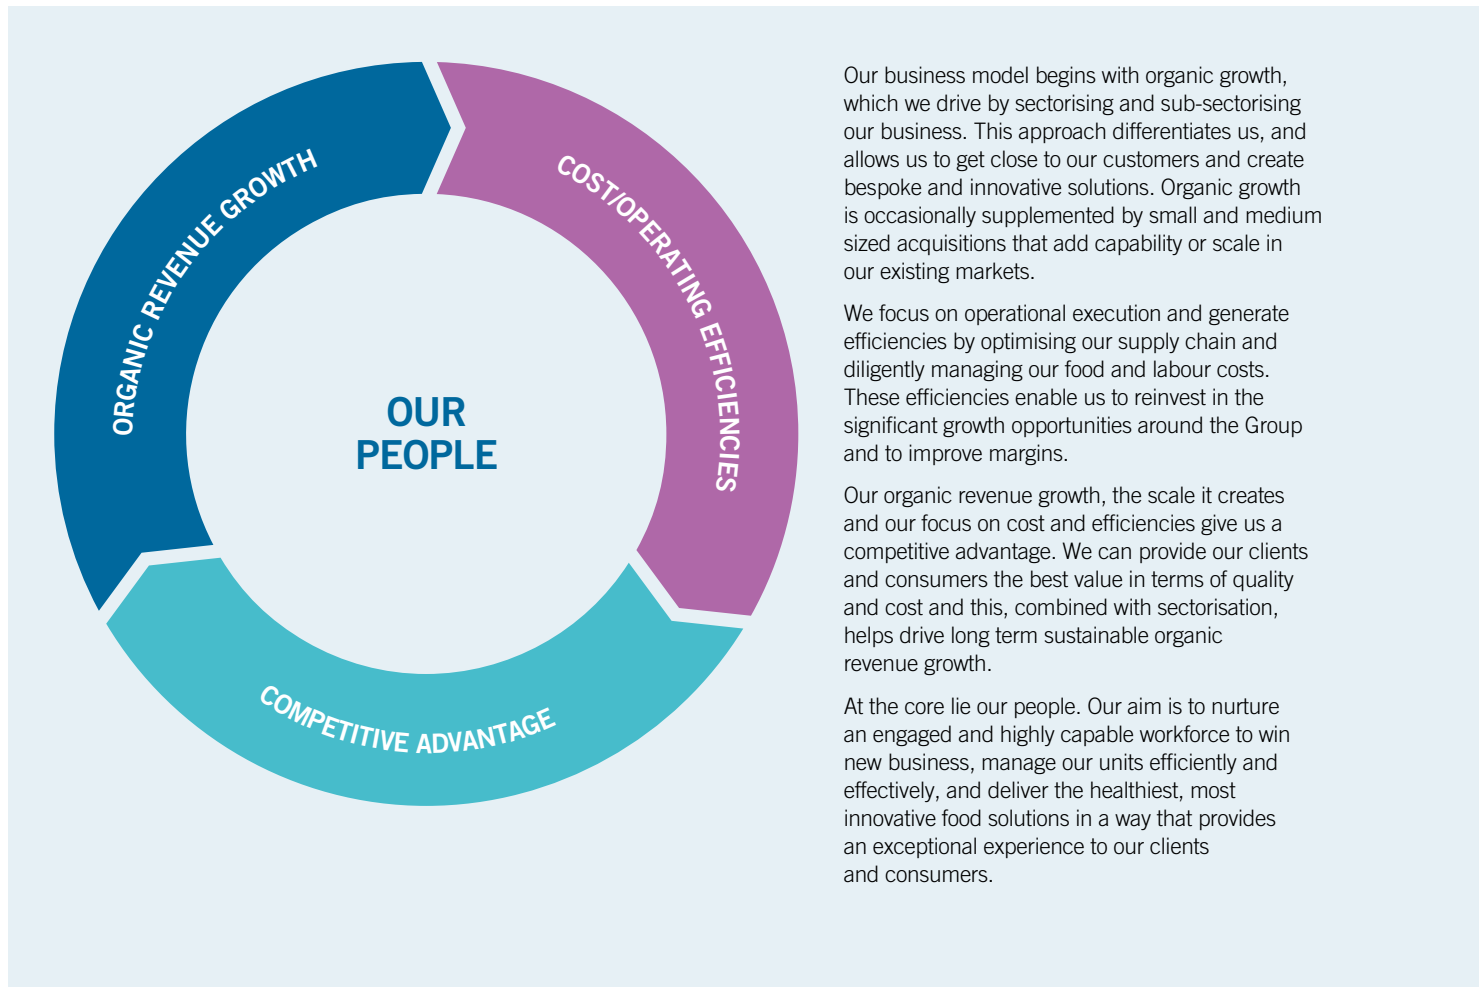 ORGANIC REVENUE GROWTH
COST/OPERATING EFFICIENCIES
COMPETITIVE ADVANTAGE
OUR
PEOPLE
Our business model begins with organic growth,
which we drive by sectorising and sub-sectorising
our business. This approach differentiates us, and
allows us to get close to our customers and create
bespoke and innovative solutions. Organic growth
is occasionally supplemented by small and medium
sized acquisitions that add capability or scale in
our existing markets.
We focus on operational execution and generate
efficiencies by optimising our supply chain and
diligently managing our food and labour costs.
These efficiencies enable us to reinvest in the
significant growth opportunities around the Group
and to improve margins.
Our organic revenue growth, the scale it creates
and our focus on cost and efficiencies give us a
competitive advantage. We can provide our clients
and consumers the best value in terms of quality
and cost and this, combined with sectorisation,
helps drive long term sustainable organic
revenue growth.
At the core lie our people. Our aim is to nurture
an engaged and highly capable workforce to win
new business, manage our units efficiently and
effectively, and deliver the healthiest, most
innovative food solutions in a way that provides
an exceptional experience to our clients
and consumers.